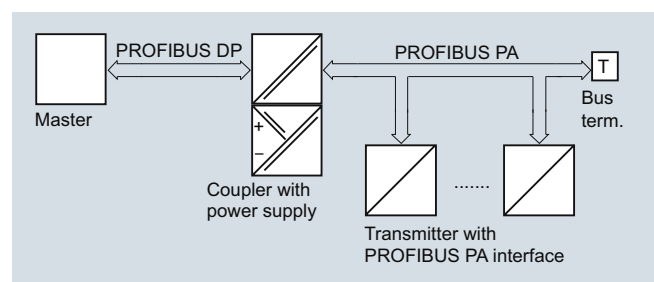 PROFIBUS DP
PROFIBUS PA
T
Master
Bus
term.
+
–
Coupler with
power supply
.......
Transmitter with
PROFIBUS PA interface